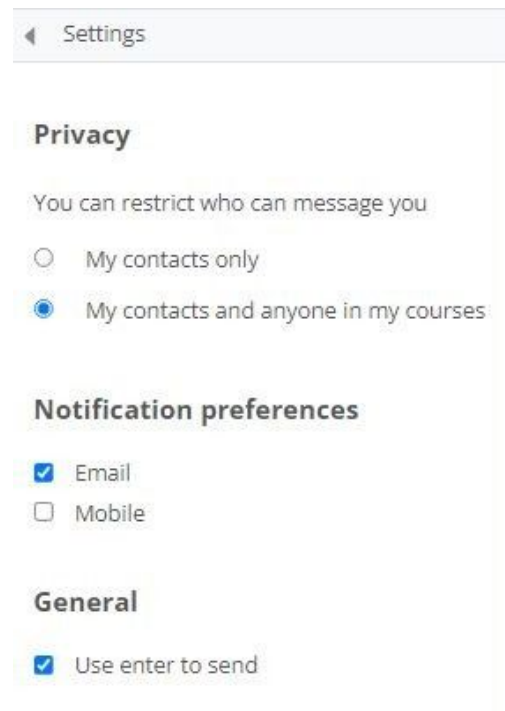 Settings
Privacy
You can restrict who can message you
My contacts only
My contacts and anyone in my courses
Notification preferences
Email
Mobile
General
Use enter to send